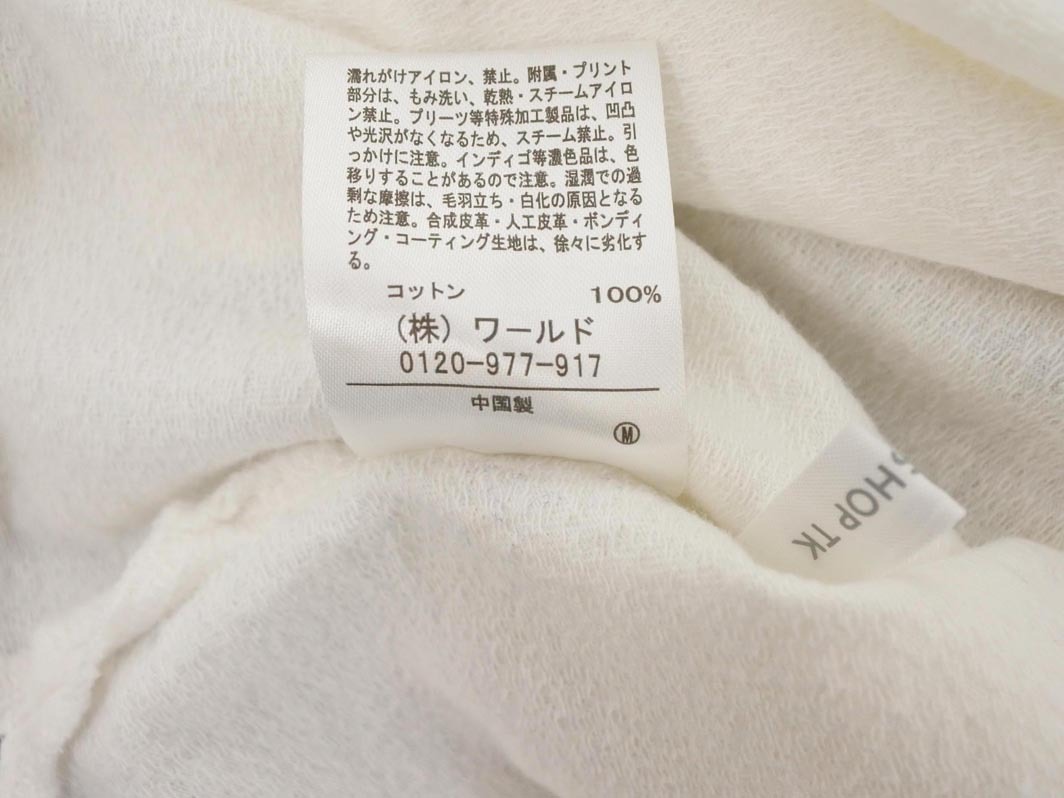 濡れがけアイロン、禁止。附属・プリント
部分は、もみ洗い、乾熱・スチームアイロ
ン禁止。プリーツ等特殊加工製品は、凹凸
や光沢がなくなるため、スチーム禁止。引
っかけに注意。インディゴ等濃色品は、色
移りすることがあるので注意。湿潤での過
剰な摩擦は、毛羽立ち・白化の原因となる
ため注意。合成皮革・人工皮革・ボンディ
ング・コーティング生地は、徐々に劣化す
る。
コットン 100%
(株) ワールド
0120-977-917
中国製
Ⓜ
SHOP TK